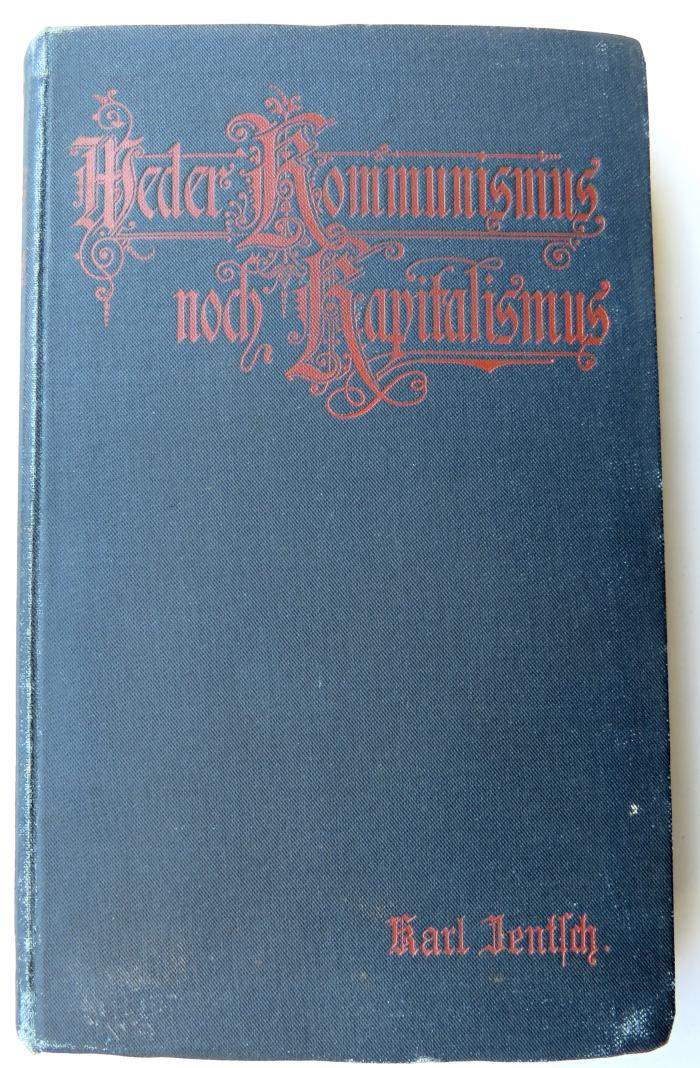 Weder Kommunismus
noch Kapitalismus
Karl Jentsch.